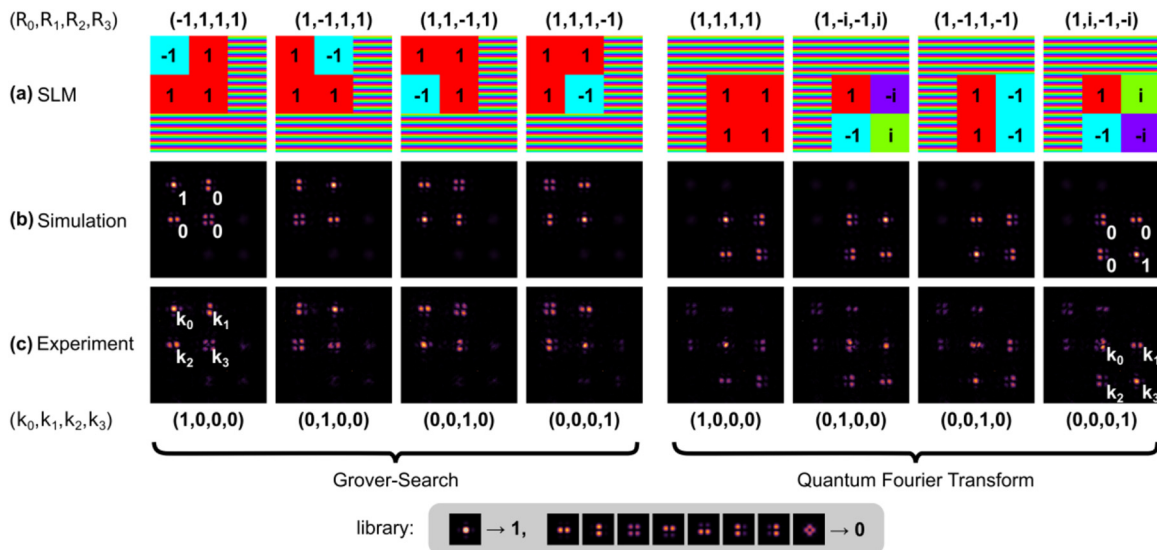 (R0,R1,R2,R3) (-1,1,1,1) (1,-1,1,1) (1,1,-1,1) (1,1,1,-1) (1,1,1,1) (1,-i,-1,i) (1,-1,1,-1) (1,i,-1,-i)
-1 1 1 -1 1 1 1 1
(a) SLM
1 1 1 1 -1 1 1 -1 1 1 1 -i 1 -1 1 i
1 1 -1 i 1 -1 -1 -i
(b) Simulation
1 0
0 0
0 0
0 1
(c) Experiment
k0 k1
k2 k3
k0 k1
k2 k3
(k0,k1,k2,k3) (1,0,0,0) (0,1,0,0) (0,0,1,0) (0,0,0,1) (1,0,0,0) (0,1,0,0) (0,0,1,0) (0,0,0,1)
Grover-Search Quantum Fourier Transform
library: → 1, → 0